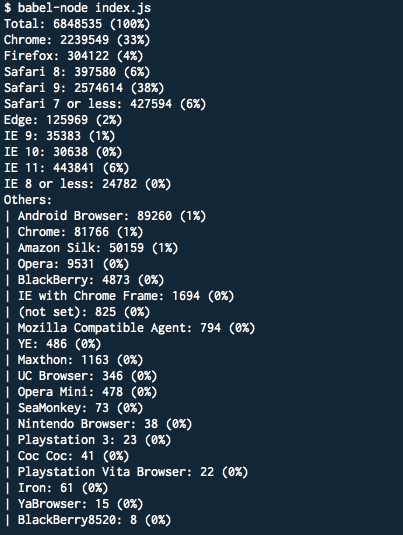 $ babel-node index.js
Total: 6848535 (100%)
Chrome: 2239549 (33%)
Firefox: 304122 (4%)
Safari 8: 397580 (6%)
Safari 9: 2574614 (38%)
Safari 7 or less: 427594 (6%)
Edge: 125969 (2%)
IE 9: 35383 (1%)
IE 10: 30638 (0%)
IE 11: 443841 (6%)
IE 8 or less: 24782 (0%)
Others:
| Android Browser: 89260 (1%)
| Chrome: 81766 (1%)
| Amazon Silk: 50159 (1%)
| Opera: 9531 (0%)
| BlackBerry: 4873 (0%)
| IE with Chrome Frame: 1694 (0%)
| (not set): 825 (0%)
| Mozilla Compatible Agent: 794 (0%)
| YE: 486 (0%)
| Maxthon: 1163 (0%)
| UC Browser: 346 (0%)
| Opera Mini: 478 (0%)
| SeaMonkey: 73 (0%)
| Nintendo Browser: 38 (0%)
| Playstation 3: 23 (0%)
| Coc Coc: 41 (0%)
| Playstation Vita Browser: 22 (0%)
| Iron: 61 (0%)
| YaBrowser: 15 (0%)
| BlackBerry8520: 8 (0%)